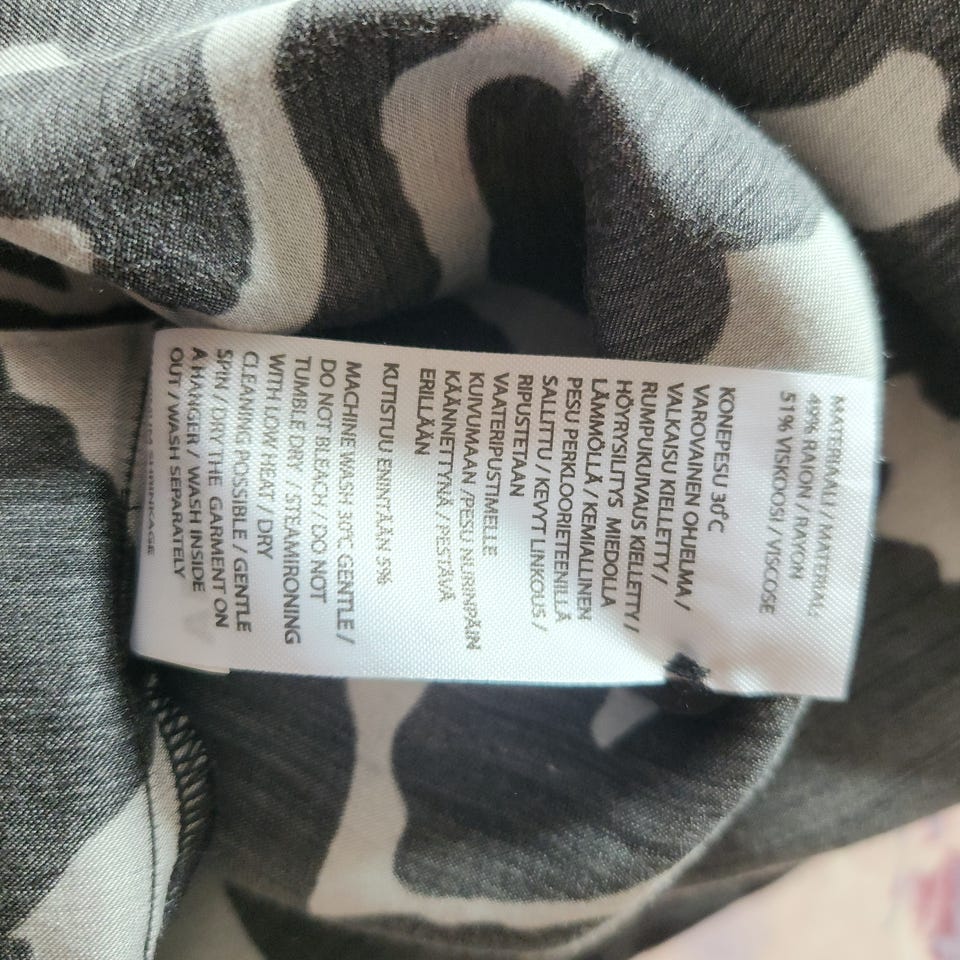 MATERIAALI / MATERIAL:
49% RAION / RAYON
51% VISKOOSI / VISCOSE
KONEPESU 30°C
VAROVAINEN OHJELMA /
VALKAISU KIELLETTY /
RUMPUKUIVAUS KIELLETTY /
HÖYRYSILITYS MIEDOLLA
LÄMMÖLLÄ / KEMIALLINEN
PESU PERKLOORIETEENILLÄ
SALLITTU / KEVYT LINKOUS /
RIPUSTETAAN
VAATERIPUSTIMELLE
KUIVUMAAN /PESU NURINPÄIN
KÄÄNNETTYNÄ / PESTÄVÄ
ERILLÄÄN
KUTISTUU ENINTÄÄN 5%
MACHINE WASH 30°C GENTLE /
DO NOT BLEACH / DO NOT
TUMBLE DRY / STEAMIRONING
WITH LOW HEAT / DRY
CLEANING POSSIBLE / GENTLE
SPIN / DRY THE GARMENT ON
A HANGER / WASH INSIDE
OUT / WASH SEPARATELY
SHRINKAGE